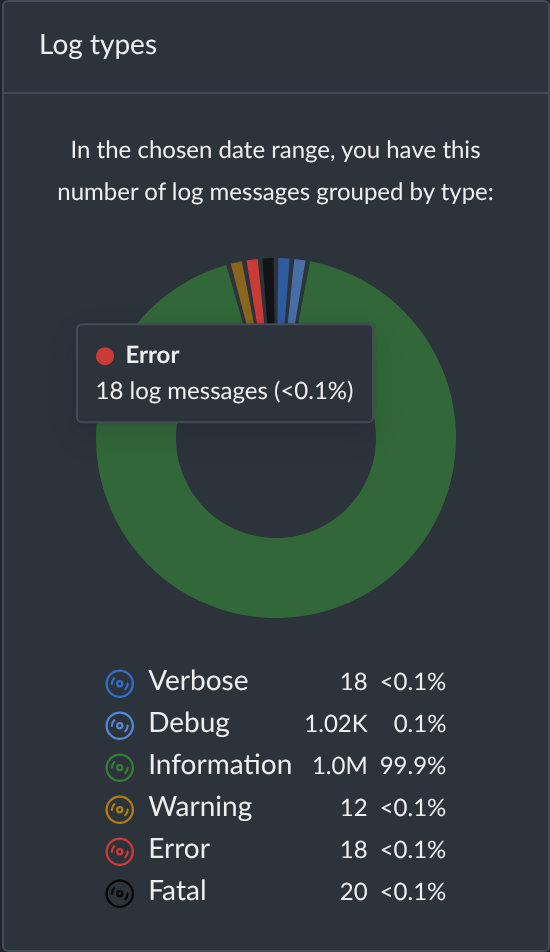 Log types
In the chosen date range, you have this
number of log messages grouped by type:
Error
18 log messages (<0.1%)
Verbose 18 <0.1%
Debug 1.02K 0.1%
Information 1.0M 99.9%
Warning 12 <0.1%
Error 18 <0.1%
Fatal 20 <0.1%